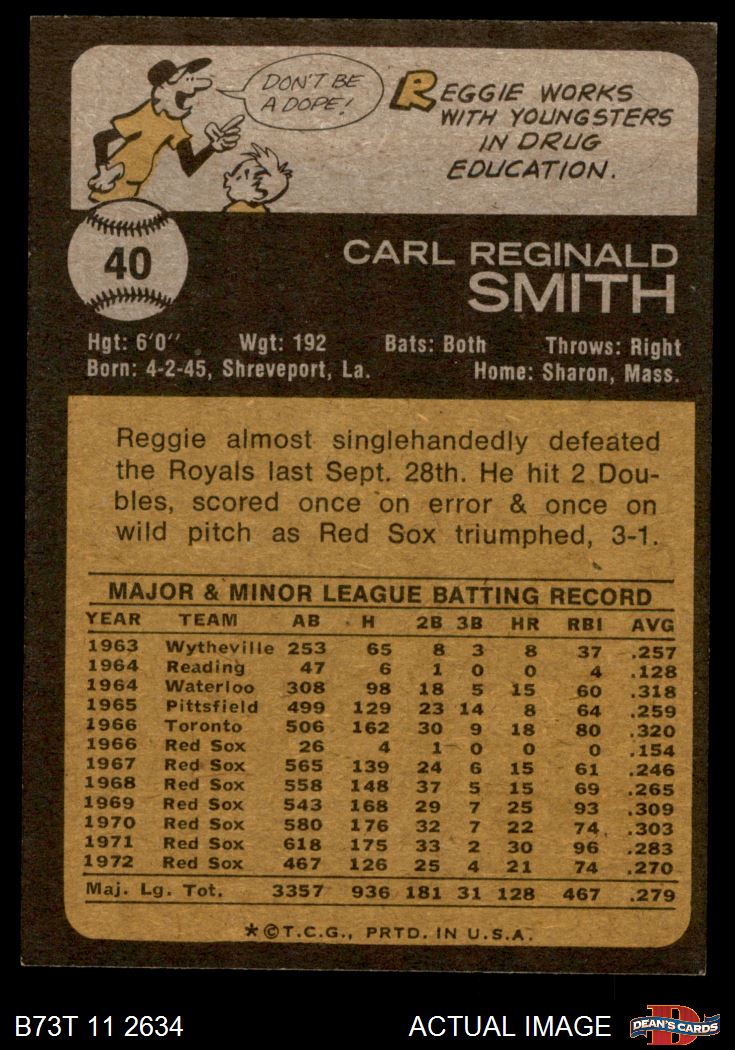 DON'T BE
A DOPE!
REGGIE WORKS
WITH YOUNGSTERS
IN DRUG
EDUCATION.
40
CARL REGINALD
SMITH
Hgt: 6'0" Wgt: 192 Bats: Both Throws: Right
Born: 4-2-45, Shreveport, La. Home: Sharon, Mass.
Reggie almost singlehandedly defeated
the Royals last Sept. 28th. He hit 2 Dou-
bles, scored once on error & once on
wild pitch as Red Sox triumphed, 3-1.
MAJOR & MINOR LEAGUE BATTING RECORD
YEAR TEAM AB H 2B 3B HR RBI AVG
1963 Wytheville 253 65 8 3 8 37 .257
1964 Reading 47 6 1 0 0 4 .128
1964 Waterloo 308 98 18 5 15 60 .318
1965 Pittsfield 499 129 23 14 8 64 .259
1966 Toronto 506 162 30 9 18 80 .320
1966 Red Sox 26 4 1 0 0 0 .154
1967 Red Sox 565 139 24 6 15 61 .246
1968 Red Sox 558 148 37 5 15 69 .265
1969 Red Sox 543 168 29 7 25 93 .309
1970 Red Sox 580 176 32 7 22 74 .303
1971 Red Sox 618 175 33 2 30 96 .283
1972 Red Sox 467 126 25 4 21 74 .270
Maj. Lg. Tot. 3357 936 181 31 128 467 .279
*©T.C.G., PRTD. IN U.S.A.
B73T 11 2634 ACTUAL IMAGE D DEAN'S CARDS